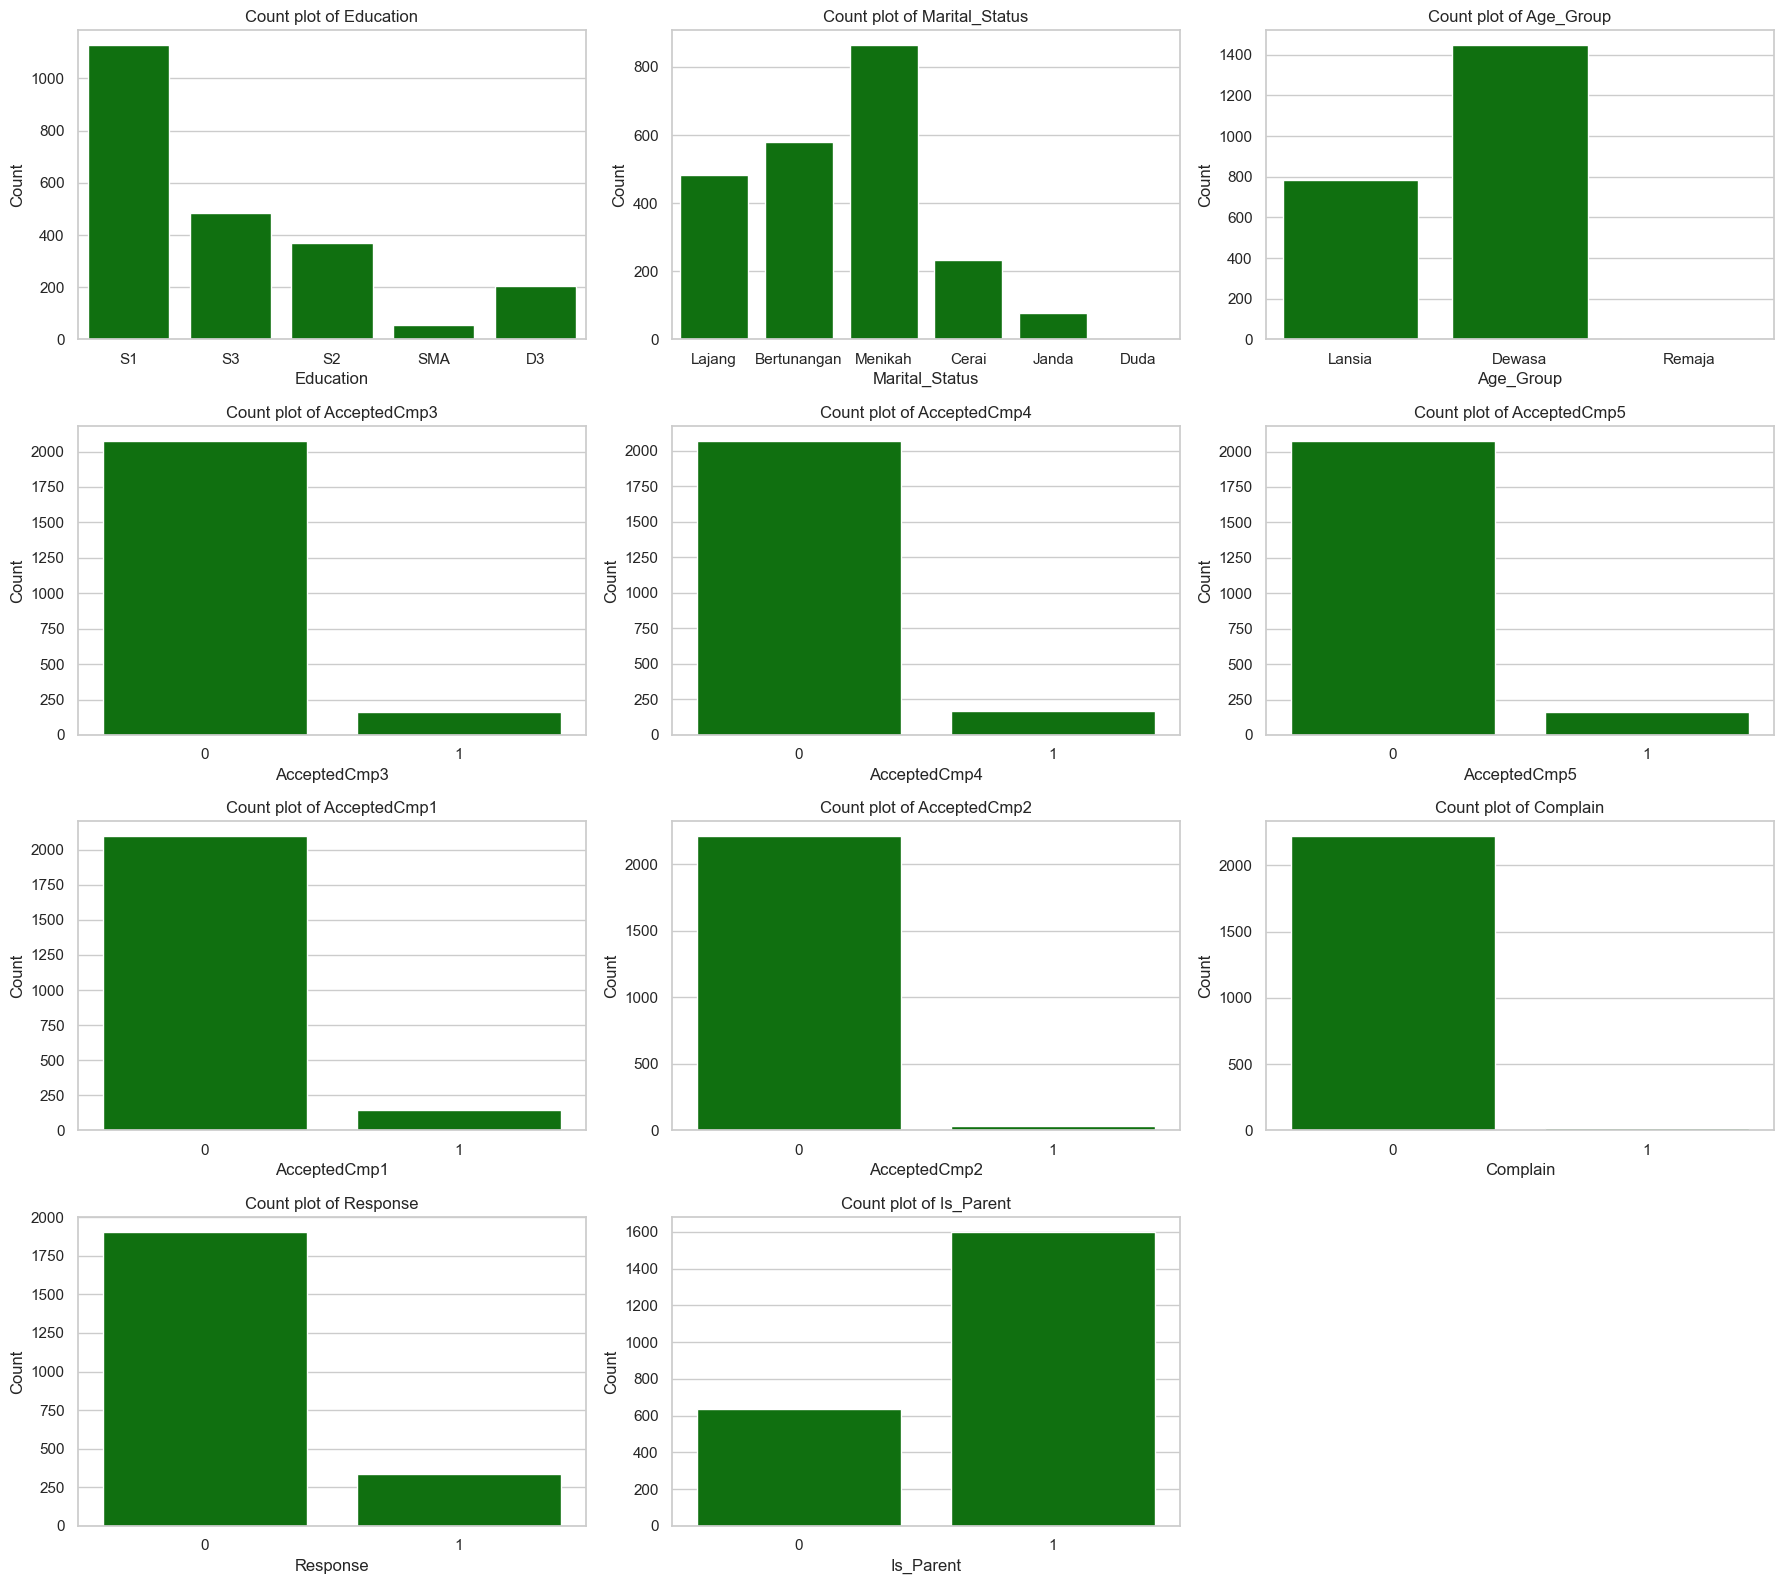 Count plot of Education
Count
1000
800
600
400
200
0
S1 S3 S2 SMA D3
Education
Count plot of Marital_Status
Count
800
600
400
200
0
Lajang Bertunangan Menikah Cerai Janda Duda
Marital_Status
Count plot of Age_Group
Count
1400
1200
1000
800
600
400
200
0
Lansia Dewasa Remaja
Age_Group
Count plot of AcceptedCmp3
Count
2000
1750
1500
1250
1000
750
500
250
0
0 1
AcceptedCmp3
Count plot of AcceptedCmp4
Count
2000
1750
1500
1250
1000
750
500
250
0
0 1
AcceptedCmp4
Count plot of AcceptedCmp5
Count
2000
1750
1500
1250
1000
750
500
250
0
0 1
AcceptedCmp5
Count plot of AcceptedCmp1
Count
2000
1750
1500
1250
1000
750
500
250
0
0 1
AcceptedCmp1
Count plot of AcceptedCmp2
Count
2000
1500
1000
500
0
0 1
AcceptedCmp2
Count plot of Complain
Count
2000
1500
1000
500
0
0 1
Complain
Count plot of Response
Count
2000
1750
1500
1250
1000
750
500
250
0
0 1
Response
Count plot of Is_Parent
Count
1600
1400
1200
1000
800
600
400
200
0
0 1
Is_Parent